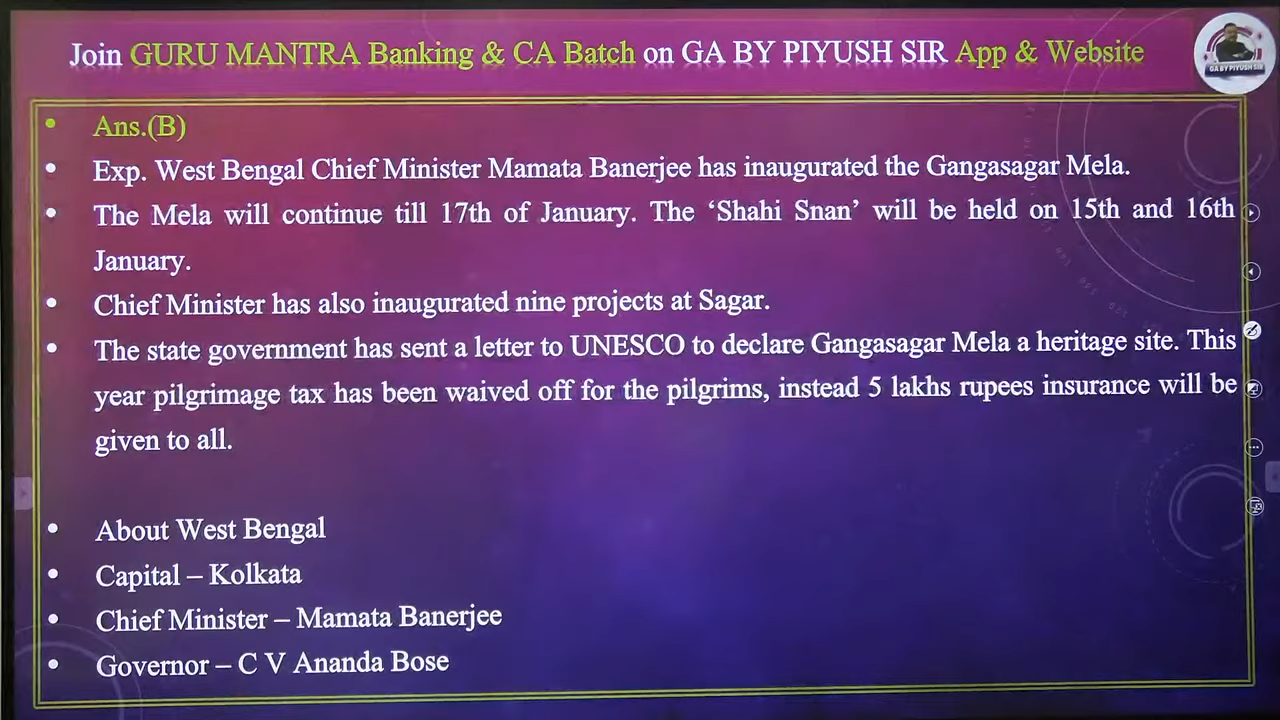 Join GURU MANTRA Banking & CA Batch on GA BY PIYUSH SIR App & Website
GA BY PIYUSH SIR
• Ans.(B)
• Exp. West Bengal Chief Minister Mamata Banerjee has inaugurated the Gangasagar Mela.
• The Mela will continue till 17th of January. The ‘Shahi Snan’ will be held on 15th and 16th
January.
• Chief Minister has also inaugurated nine projects at Sagar.
• The state government has sent a letter to UNESCO to declare Gangasagar Mela a heritage site. This
year pilgrimage tax has been waived off for the pilgrims, instead 5 lakhs rupees insurance will be
given to all.
• About West Bengal
• Capital – Kolkata
• Chief Minister – Mamata Banerjee
• Governor – C V Ananda Bose